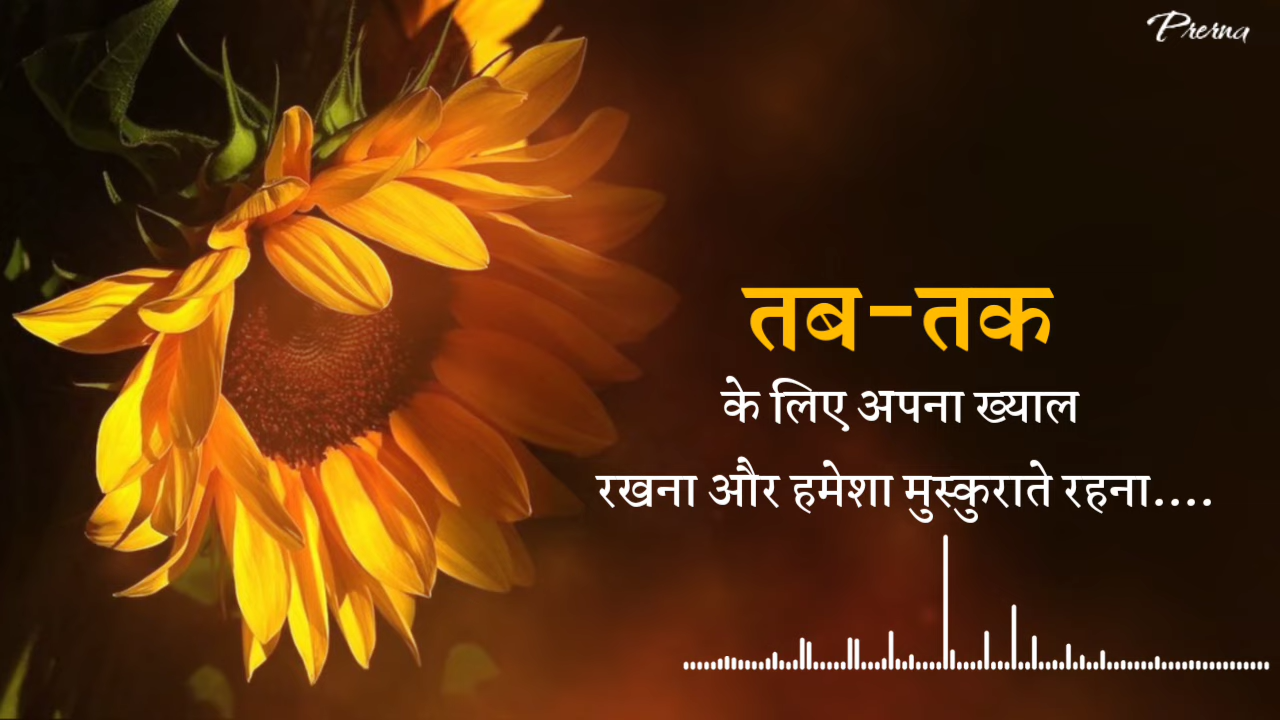 Prerna
तब-तक
के लिए अपना ख्याल
रखना और हमेशा मुस्कुराते रहना....